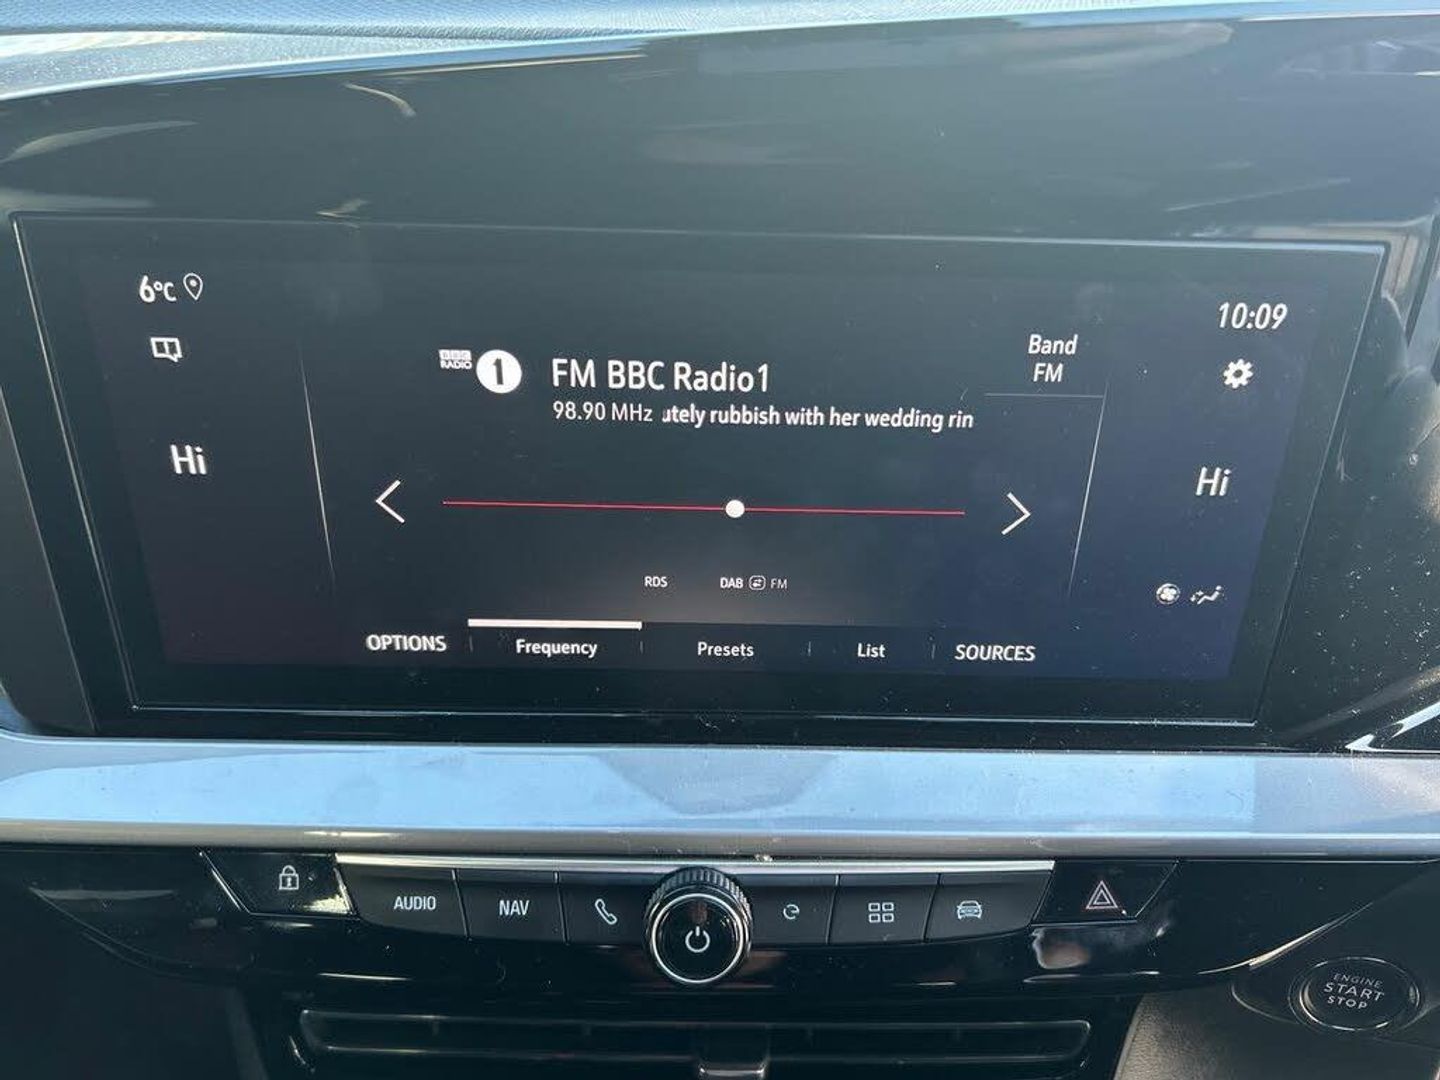 6°C
10:09
BBC
RADIO
1
FM BBC Radio1
98.90 MHz utely rubbish with her wedding rin
Band
FM
Hi
Hi
RDS
DAB FM
OPTIONS
Frequency
Presets
List
SOURCES
AUDIO
NAV
ENGINE
START
STOP